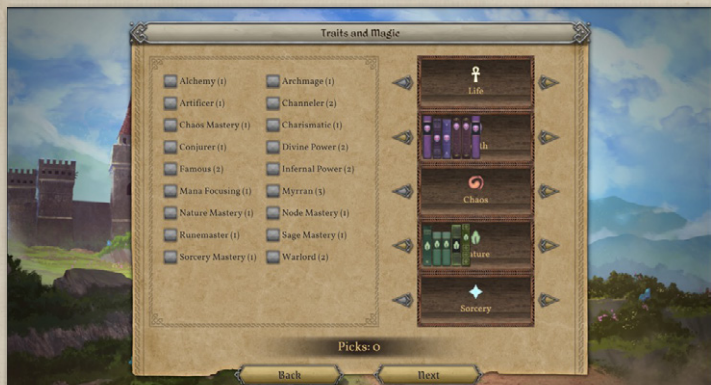 Traits and Magic
Alchemy (1)
Archmage (1)
Artificer (1)
Channeler (2)
Chaos Mastery (1)
Charismatic (1)
Conjurer (1)
Divine Power (2)
Famous (2)
Infernal Power (2)
Mana Focusing (1)
Myrran (3)
Nature Mastery (1)
Node Mastery (1)
Runemaster (1)
Sage Mastery (1)
Sorcery Mastery (1)
Warlord (2)
Life
th
Chaos
ature
Sorcery
Picks: 0
Back
Next